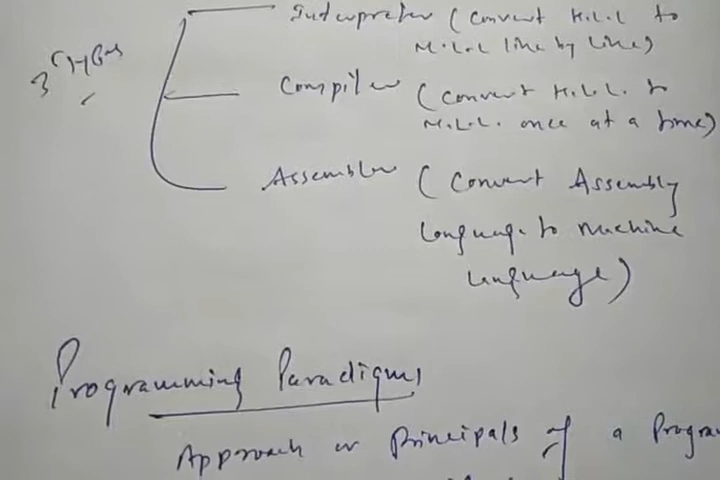 Interpreter (Convert H.L.L to
M.L.L line by line)
3 Types
Compiler (Convert H.L.L. to
M.L.L. once at a time)
Assembler (Convert Assembly
Language to Machine
Language)
Programming Paradigms
Approach or Principals of a Progra